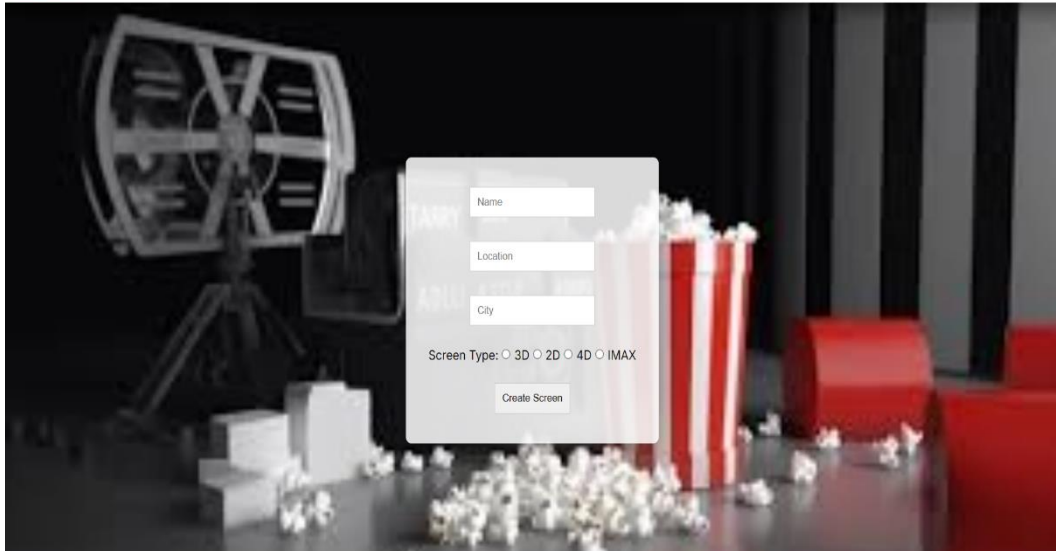 Name
Location
City
Screen Type: 3D 2D 4D IMAX
Create Screen